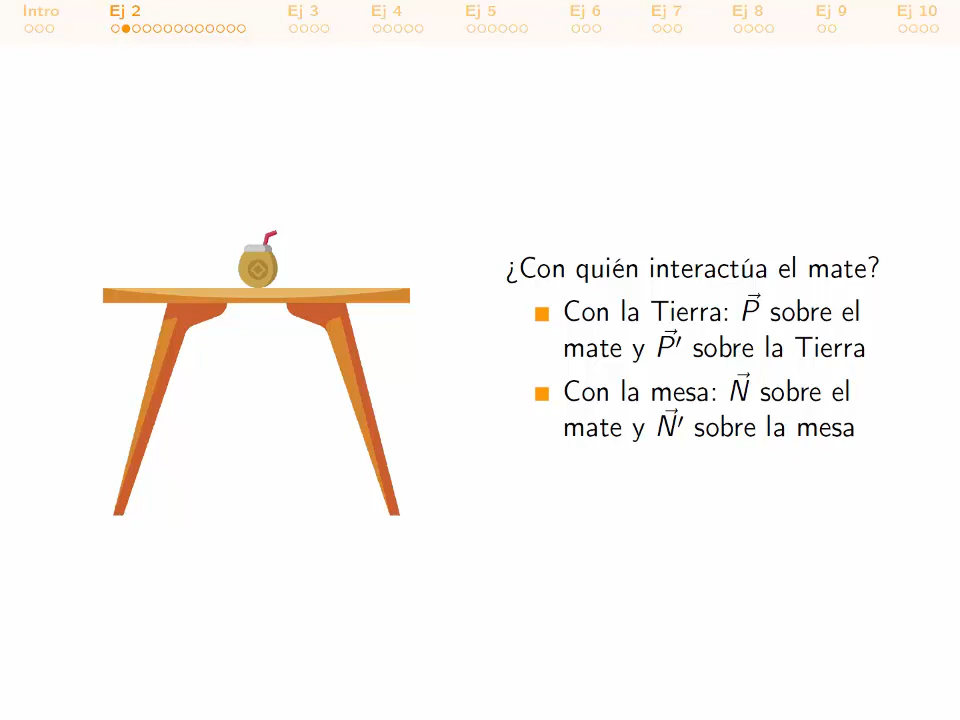 Intro Ej 2 Ej 3 Ej 4 Ej 5 Ej 6 Ej 7 Ej 8 Ej 9 Ej 10
¿Con quién interactúa el mate?
Con la Tierra: P⃗ sobre el
mate y P⃗′ sobre la Tierra
Con la mesa: N⃗ sobre el
mate y N⃗′ sobre la mesa